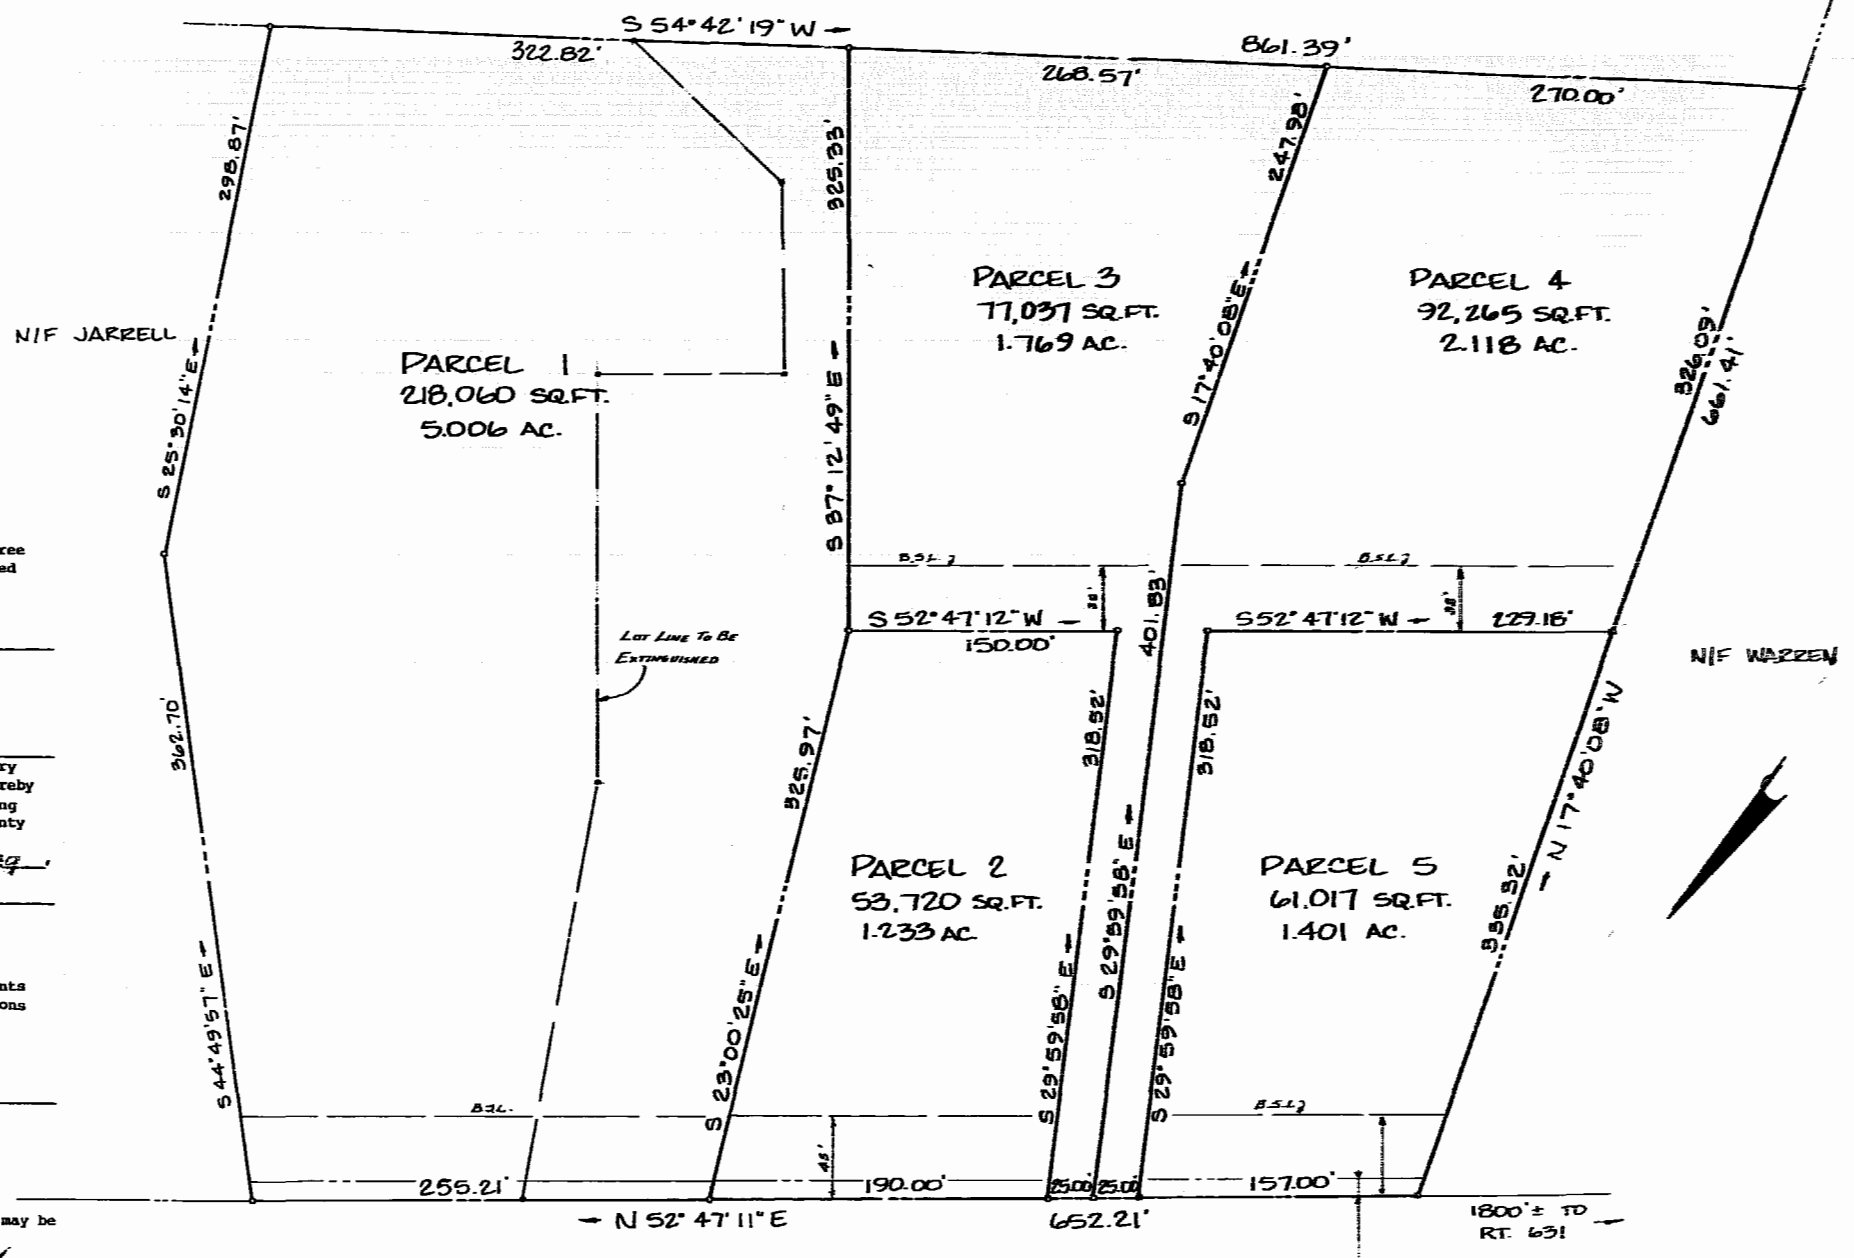 S 54°42'19" W
322.82'
861.39'
268.57'
270.00'
298.87'
325.33'
247.98'
N/F JARRELL
S 25°30'14" E
PARCEL 1
218,060 SQ.FT.
5.006 AC.
S 37°12'49" E
PARCEL 3
77,037 SQ.FT.
1.769 AC.
S 17°40'08" E
PARCEL 4
92,265 SQ.FT.
2.118 AC.
326.09'
661.41'
ree
ed
B.S.L.
B.S.L.
S 52°47'12" W
150.00'
401.83'
S 52°47'12" W
229.18'
N/F WARREN
LOT LINE TO BE
EXTINGUISHED
362.70'
325.97'
318.52'
318.52'
N 17°40'08" W
ry
reby
ng
nty
PARCEL 2
53,720 SQ.FT.
1.233 AC.
PARCEL 5
61,017 SQ.FT.
1.401 AC.
335.32'
S 44°49'57" E
S 23°00'25" E
S 29°59'58" E
S 29°59'58" E
S 29°59'58" E
nts
ons
B.S.L.
45'
255.21'
190.00'
25.00'
25.00'
157.00'
N 52°47'11" E
652.21'
1800'± TO
RT. 631
may be